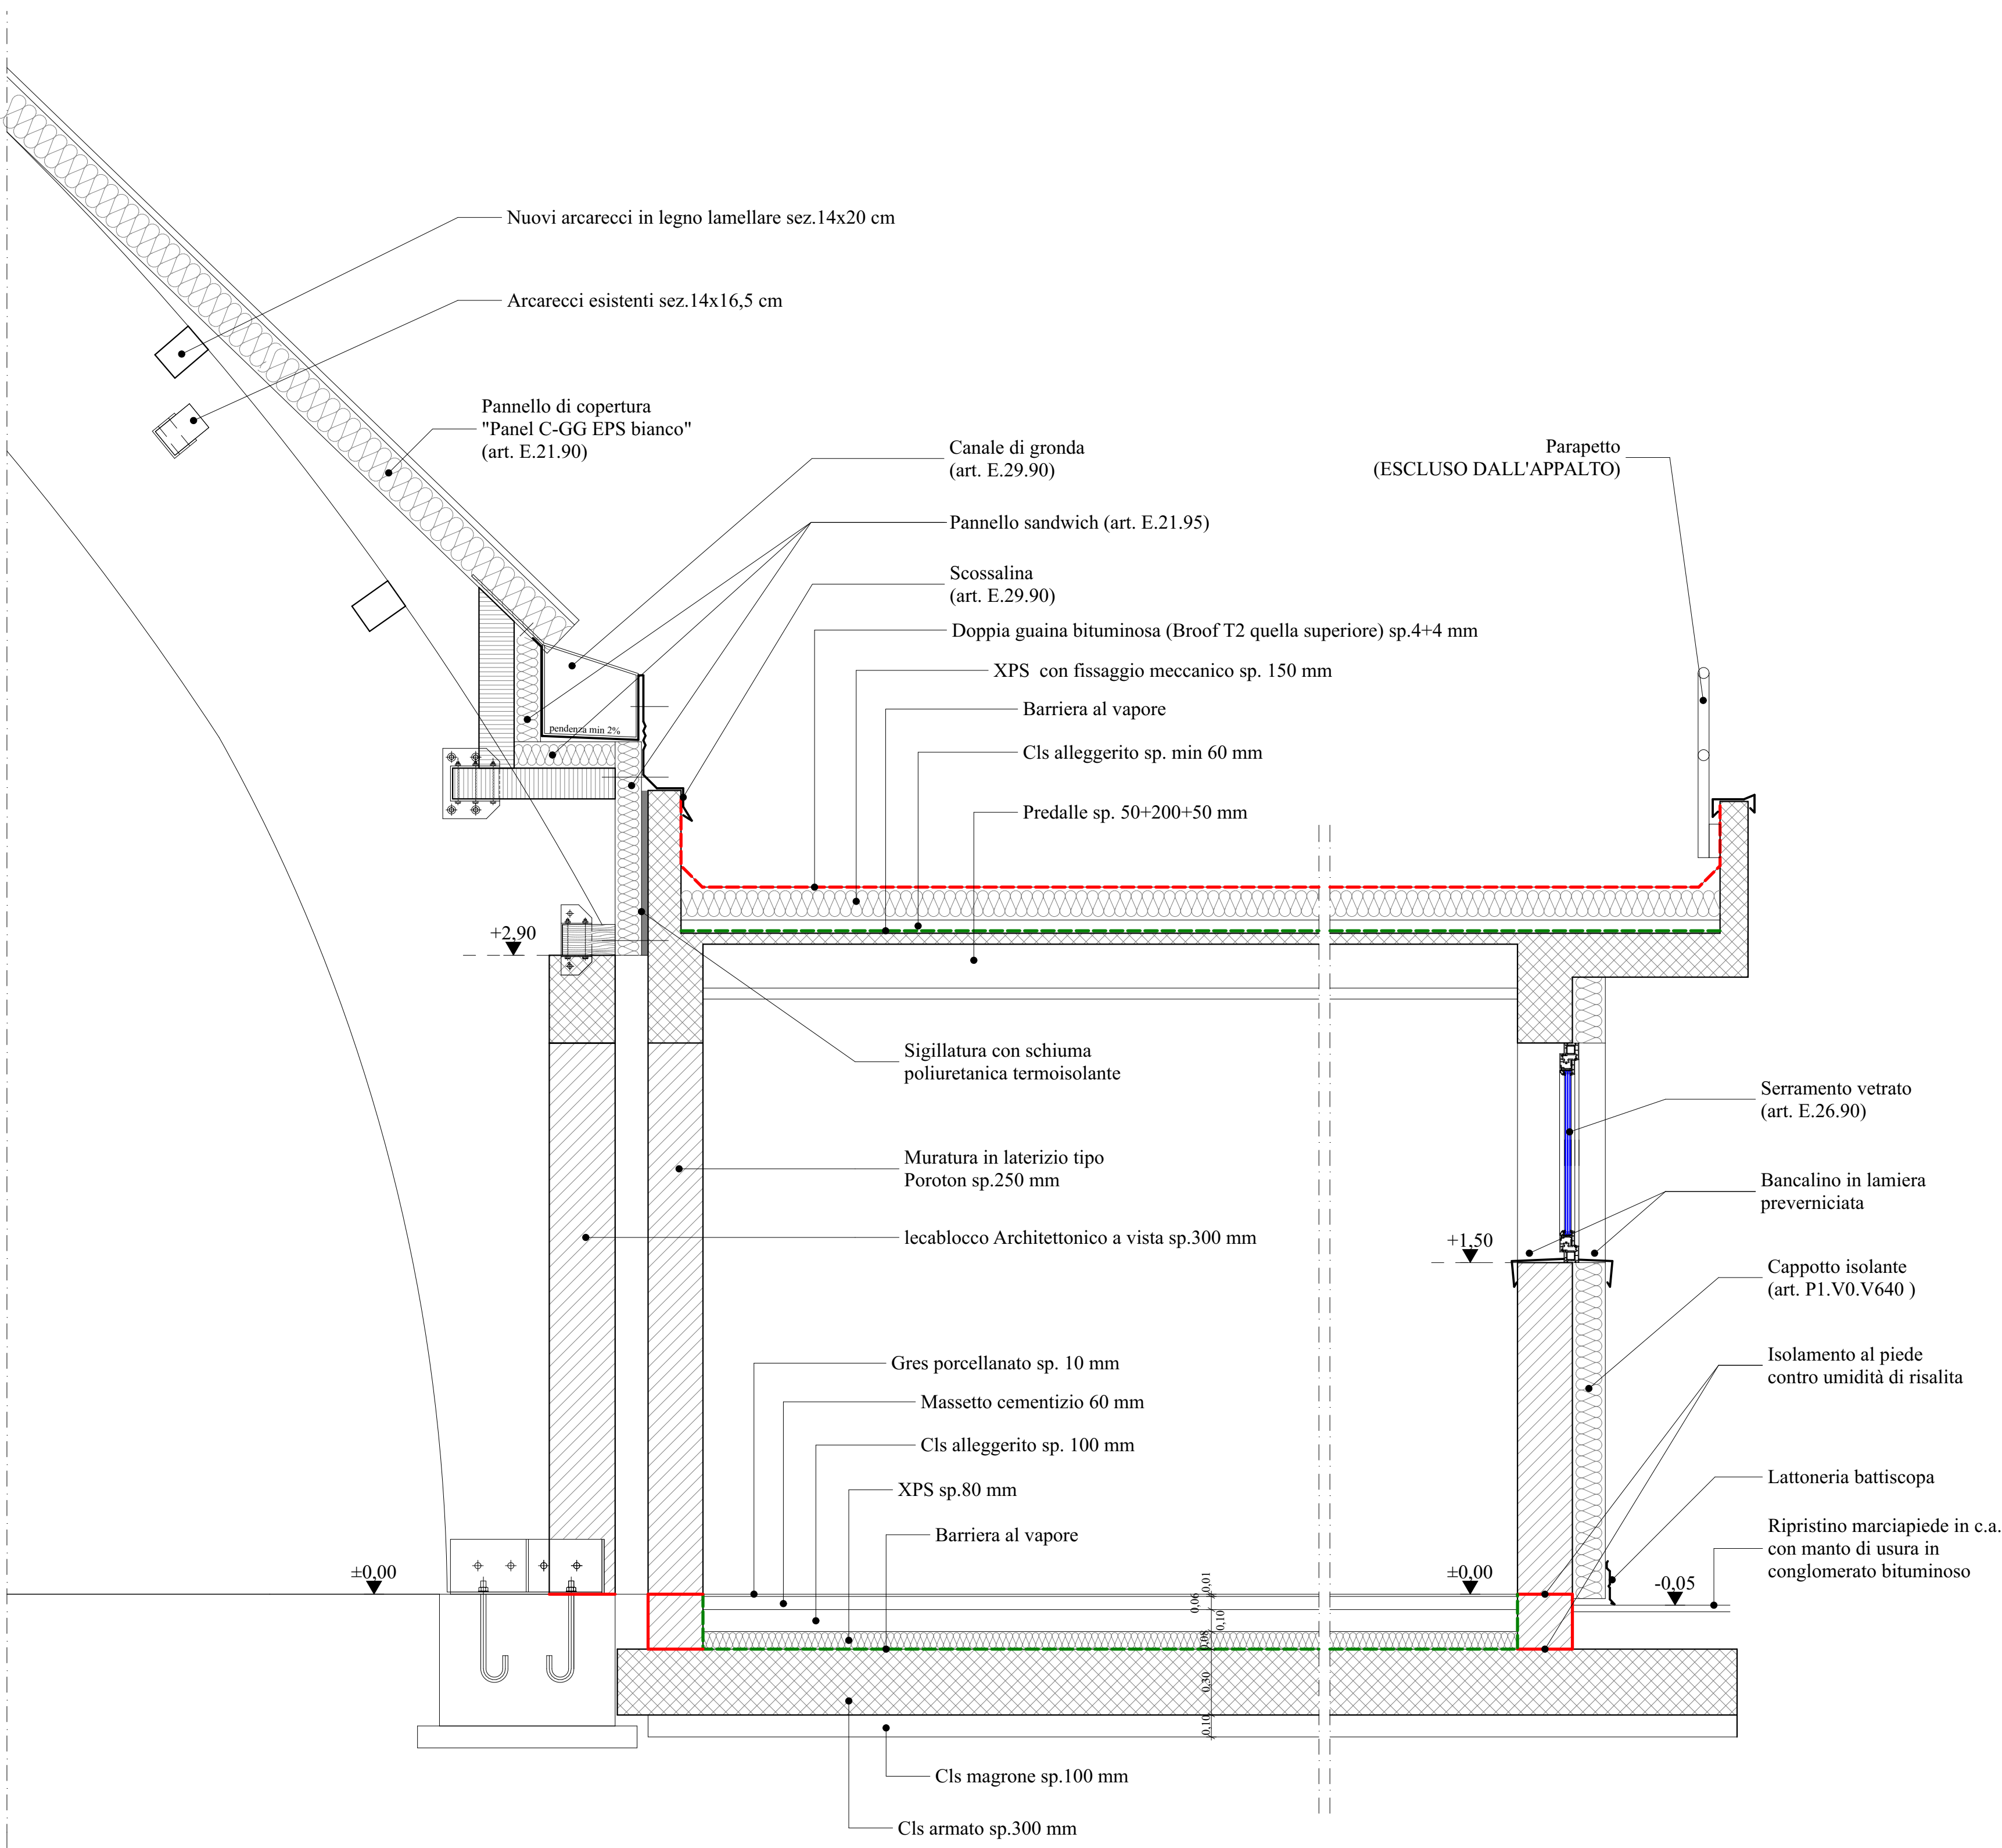 Nuovi arcarecci in legno lamellare sez.14x20 cm
Arcarecci esistenti sez.14x16,5 cm
Pannello di copertura
"Panel C-GG EPS bianco"
(art. E.21.90)
Canale di gronda
(art. E.29.90)
Parapetto
(ESCLUSO DALL'APPALTO)
Pannello sandwich (art. E.21.95)
Scossalina
(art. E.29.90)
Doppia guaina bituminosa (Broof T2 quella superiore) sp.4+4 mm
XPS  con fissaggio meccanico sp. 150 mm
Barriera al vapore
pendenza min 2%
Cls alleggerito sp. min 60 mm
Predalle sp. 50+200+50 mm
+2,90
Sigillatura con schiuma
poliuretanica termoisolante
Serramento vetrato
(art. E.26.90)
Muratura in laterizio tipo
Poroton sp.250 mm
Bancalino in lamiera
preverniciata
lecablocco Architettonico a vista sp.300 mm
+1,50
Cappotto isolante
(art. P1.V0.V640 )
Gres porcellanato sp. 10 mm
Isolamento al piede
contro umidità di risalita
Massetto cementizio 60 mm
Cls alleggerito sp. 100 mm
XPS sp.80 mm
Lattoneria battiscopa
Barriera al vapore
Ripristino marciapiede in c.a.
con manto di usura in
conglomerato bituminoso
±0,00
±0,00
-0,05
0,01
0,06
0,10
0,08
0,30
0,10
Cls magrone sp.100 mm
Cls armato sp.300 mm